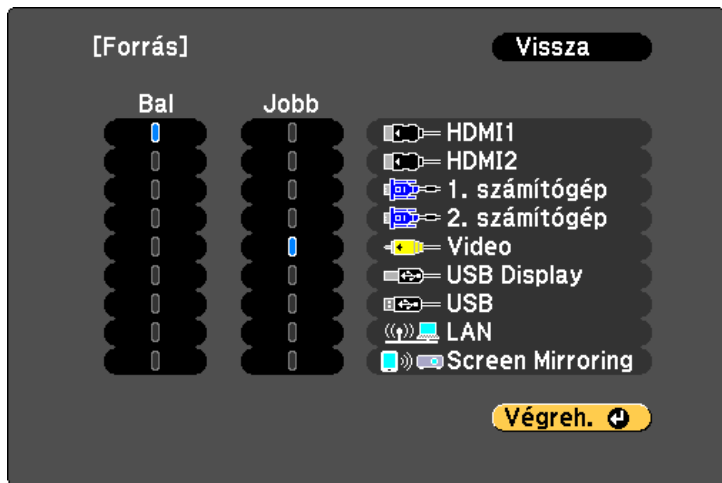 [Forrás]
Vissza
Bal
Jobb
HDMI1
HDMI2
1. számítógép
2. számítógép
Video
USB Display
USB
LAN
Screen Mirroring
Végreh.